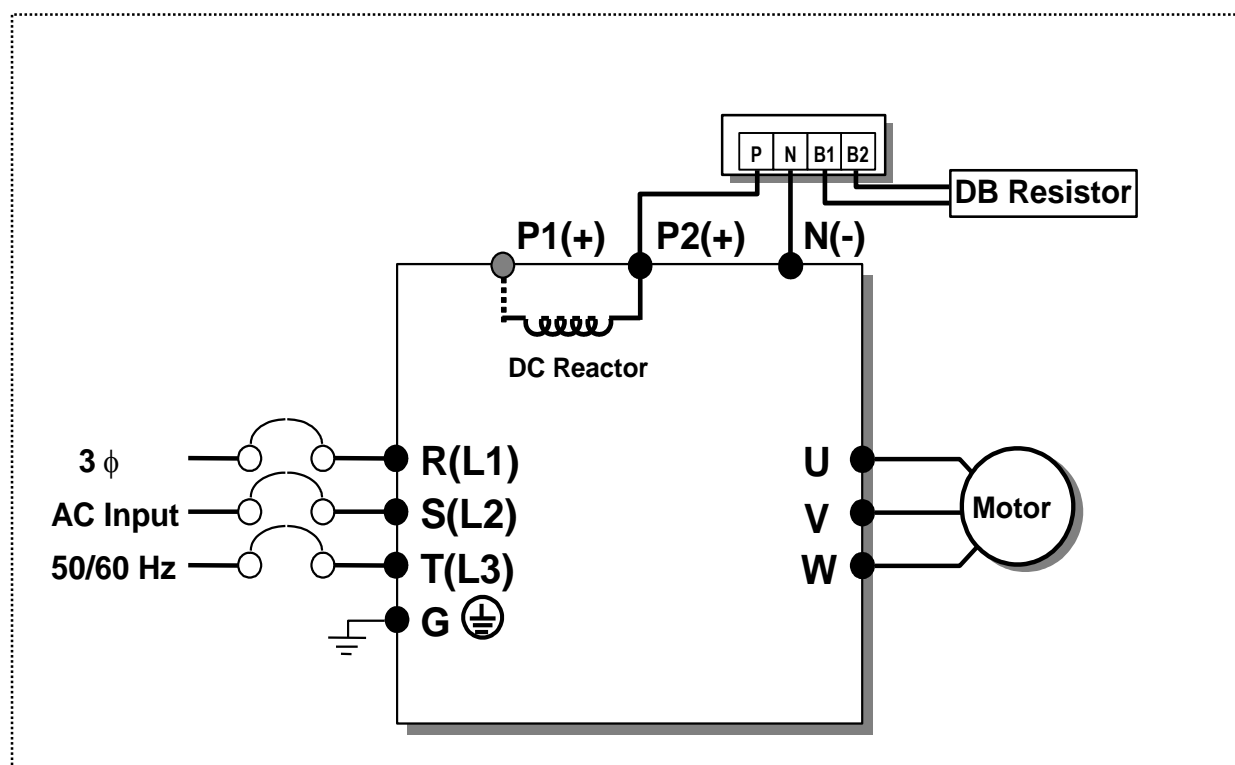 P N B1 B2
DB Resistor
P1(+) P2(+) N(-)
DC Reactor
3 ϕ
R(L1)
U
AC Input
S(L2)
V
Motor
50/60 Hz
T(L3)
W
G